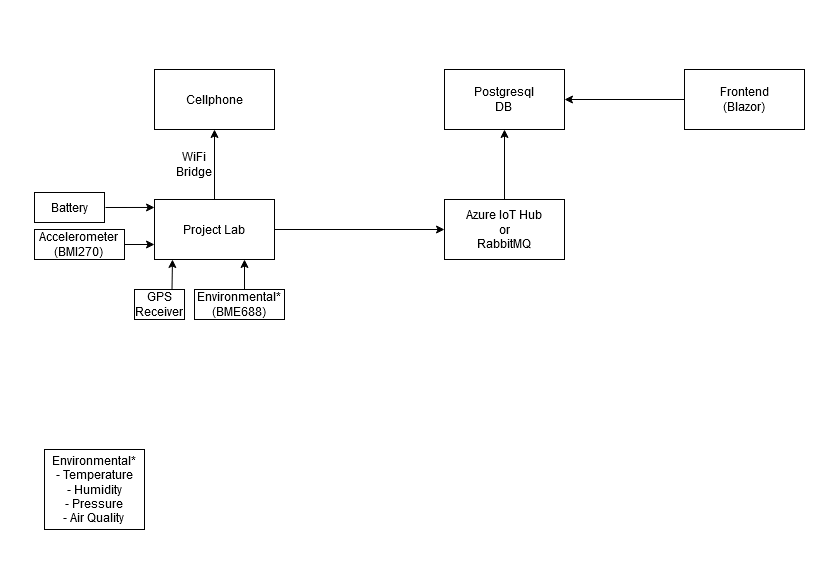 Cellphone
Postgresql
DB
Frontend
(Blazor)
WiFi
Bridge
Battery
Accelerometer
(BMI270)
Project Lab
Azure IoT Hub
or
RabbitMQ
GPS
Receiver
Environmental*
(BME688)
Environmental*
- Temperature
- Humidity
- Pressure
- Air Quality